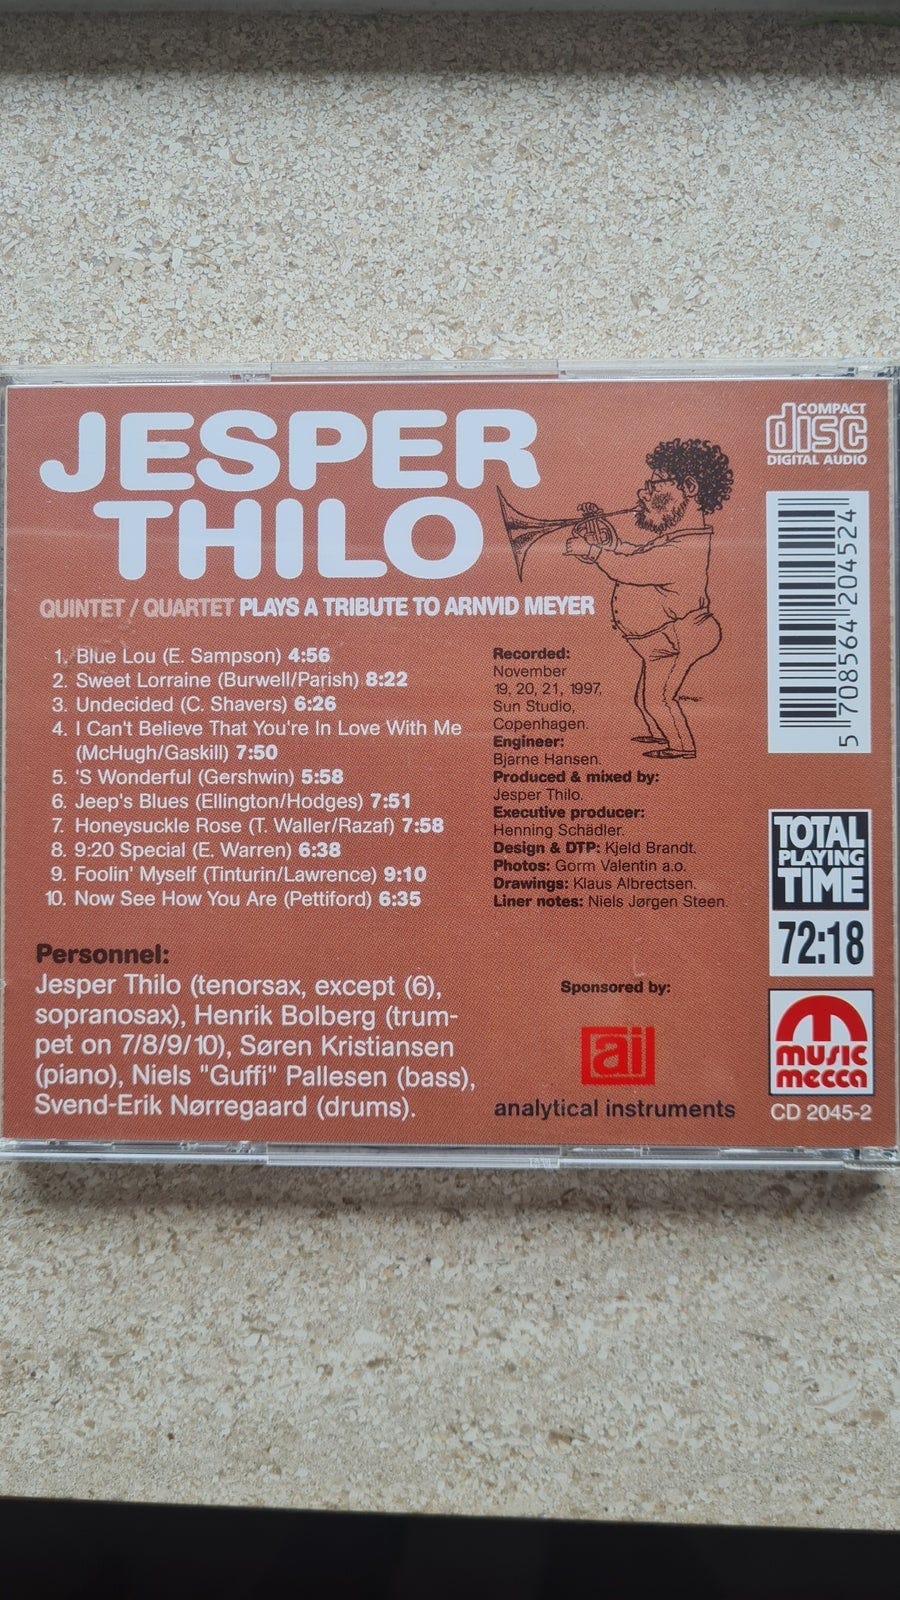 JESPER
THILO
QUINTET / QUARTET PLAYS A TRIBUTE TO ARNVID MEYER
1. Blue Lou (E. Sampson) 4:56
2. Sweet Lorraine (Burwell/Parish) 8:22
3. Undecided (C. Shavers) 6:26
4. I Can't Believe That You're In Love With Me
(McHugh/Gaskill) 7:50
5. 'S Wonderful (Gershwin) 5:58
6. Jeep's Blues (Ellington/Hodges) 7:51
7. Honeysuckle Rose (T. Waller/Razaf) 7:58
8. 9:20 Special (E. Warren) 6:38
9. Foolin' Myself (Tinturin/Lawrence) 9:10
10. Now See How You Are (Pettiford) 6:35
Personnel:
Jesper Thilo (tenorsax, except (6),
sopranosax), Henrik Bolberg (trum-
pet on 7/8/9/10), Søren Kristiansen
(piano), Niels "Guffi" Pallesen (bass),
Svend-Erik Nørregaard (drums).
Recorded:
November
19, 20, 21, 1997,
Sun Studio,
Copenhagen.
Engineer:
Bjarne Hansen.
Produced & mixed by:
Jesper Thilo.
Executive producer:
Henning Schädler.
Design & DTP: Kjeld Brandt.
Photos: Gorm Valentin a.o.
Drawings: Klaus Albrectsen.
Liner notes: Niels Jørgen Steen.
Sponsored by:
ai
analytical instruments
COMPACT
disc
DIGITAL AUDIO
5 708564 204524
TOTAL
PLAYING
TIME
72:18
music
mecca
CD 2045-2